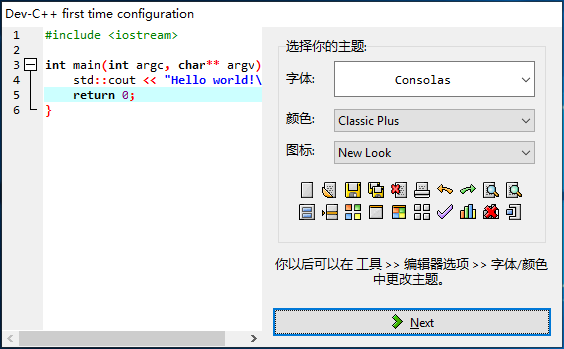 Dev-C++ first time configuration
1 #include <iostream>
2
3 int main(int argc, char** argv)
4 std::cout << "Hello world!\
5 return 0;
6 }
选择你的主题:
字体: Consolas
颜色: Classic Plus
图标: New Look
你以后可以在 工具 >> 编辑器选项 >> 字体/颜色
中更改主题。
Next